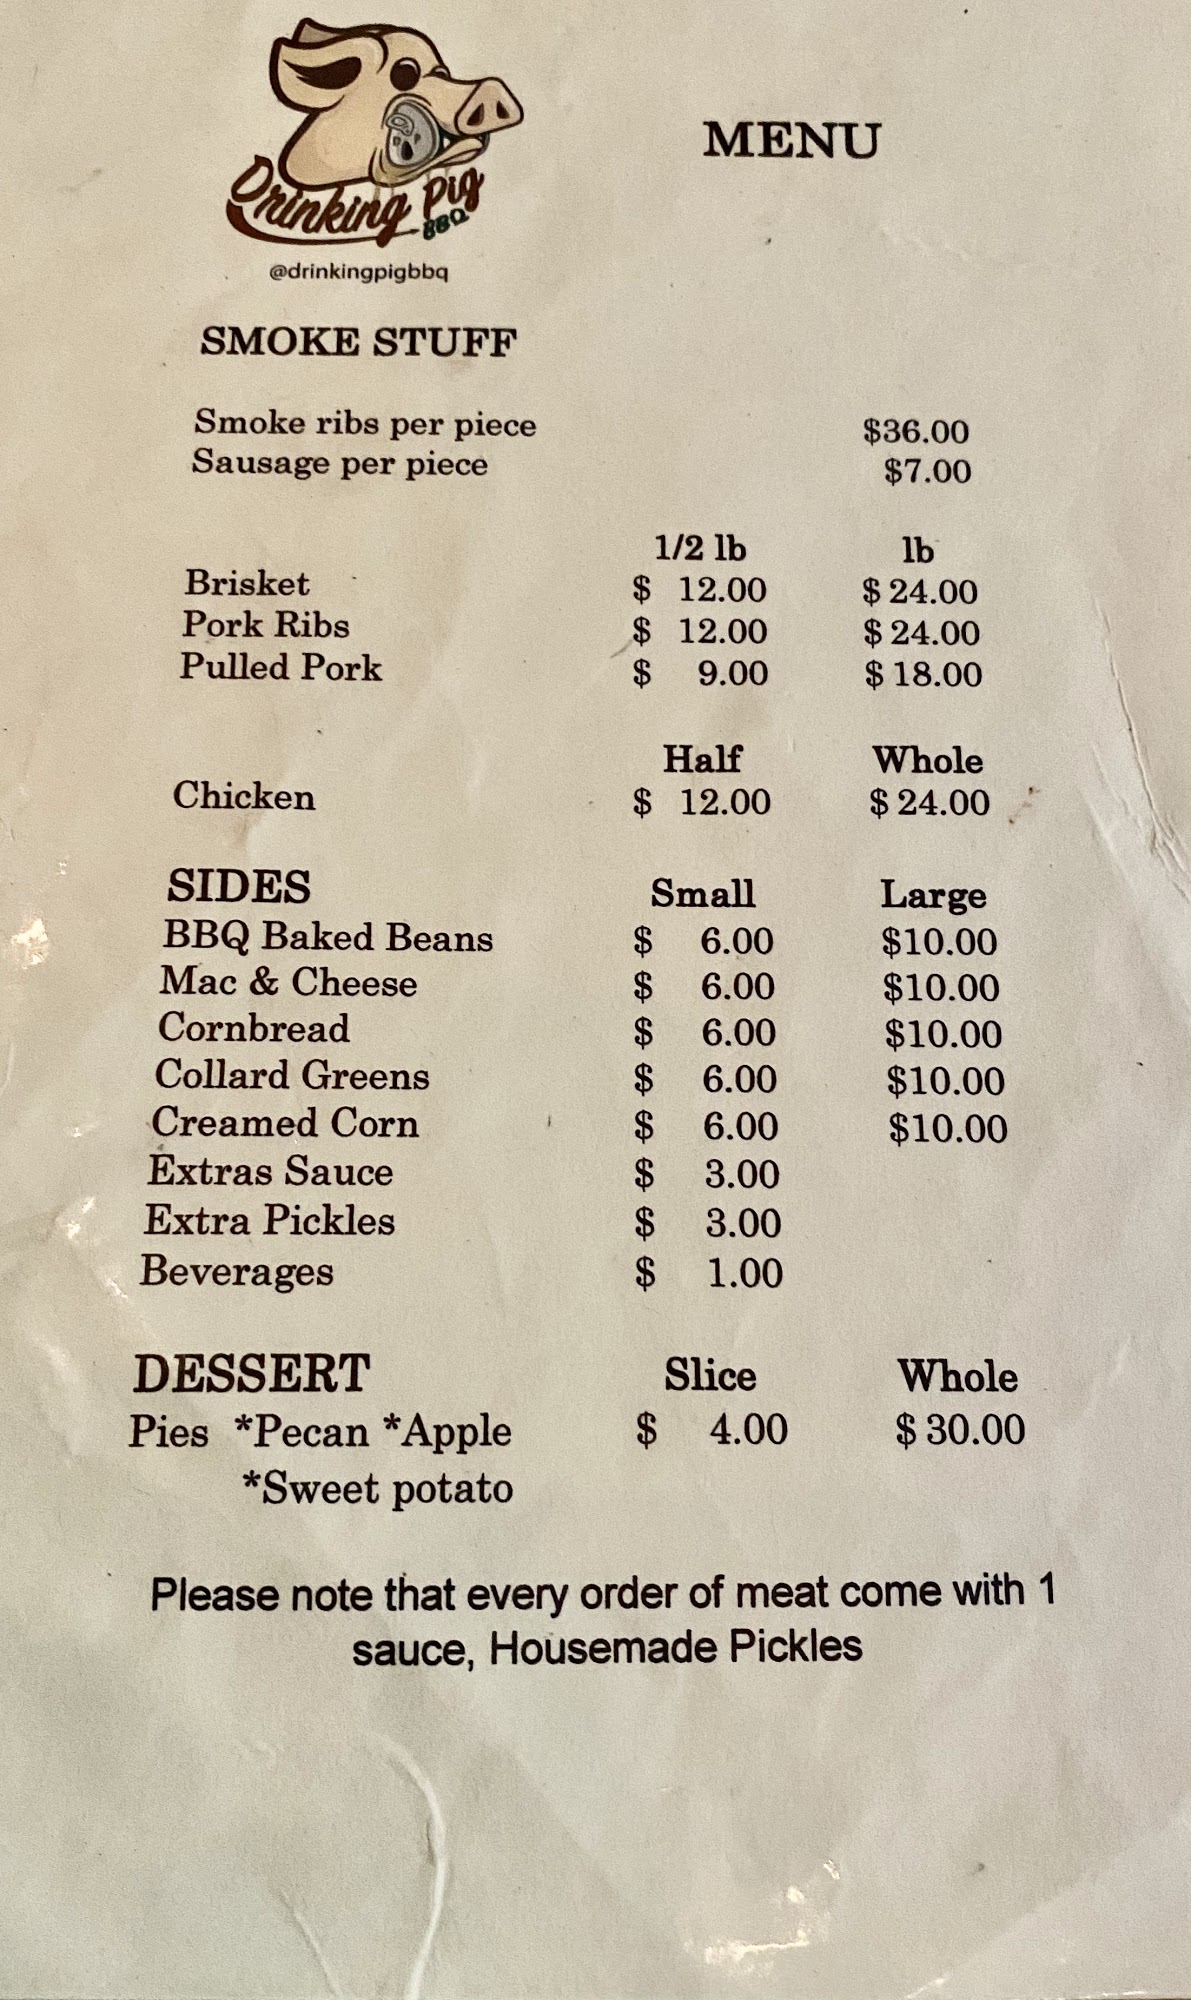 Drinking Pig
BBQ
@drinkingpigbbq
MENU
SMOKE STUFF
Smoke ribs per piece $36.00
Sausage per piece $7.00
1/2 lb lb
Brisket $ 12.00 $ 24.00
Pork Ribs $ 12.00 $ 24.00
Pulled Pork $ 9.00 $ 18.00
Half Whole
Chicken $ 12.00 $ 24.00
SIDES Small Large
BBQ Baked Beans $ 6.00 $10.00
Mac & Cheese $ 6.00 $10.00
Cornbread $ 6.00 $10.00
Collard Greens $ 6.00 $10.00
Creamed Corn $ 6.00 $10.00
Extras Sauce $ 3.00
Extra Pickles $ 3.00
Beverages $ 1.00
DESSERT Slice Whole
Pies *Pecan *Apple $ 4.00 $ 30.00
*Sweet potato
Please note that every order of meat come with 1
sauce, Housemade Pickles